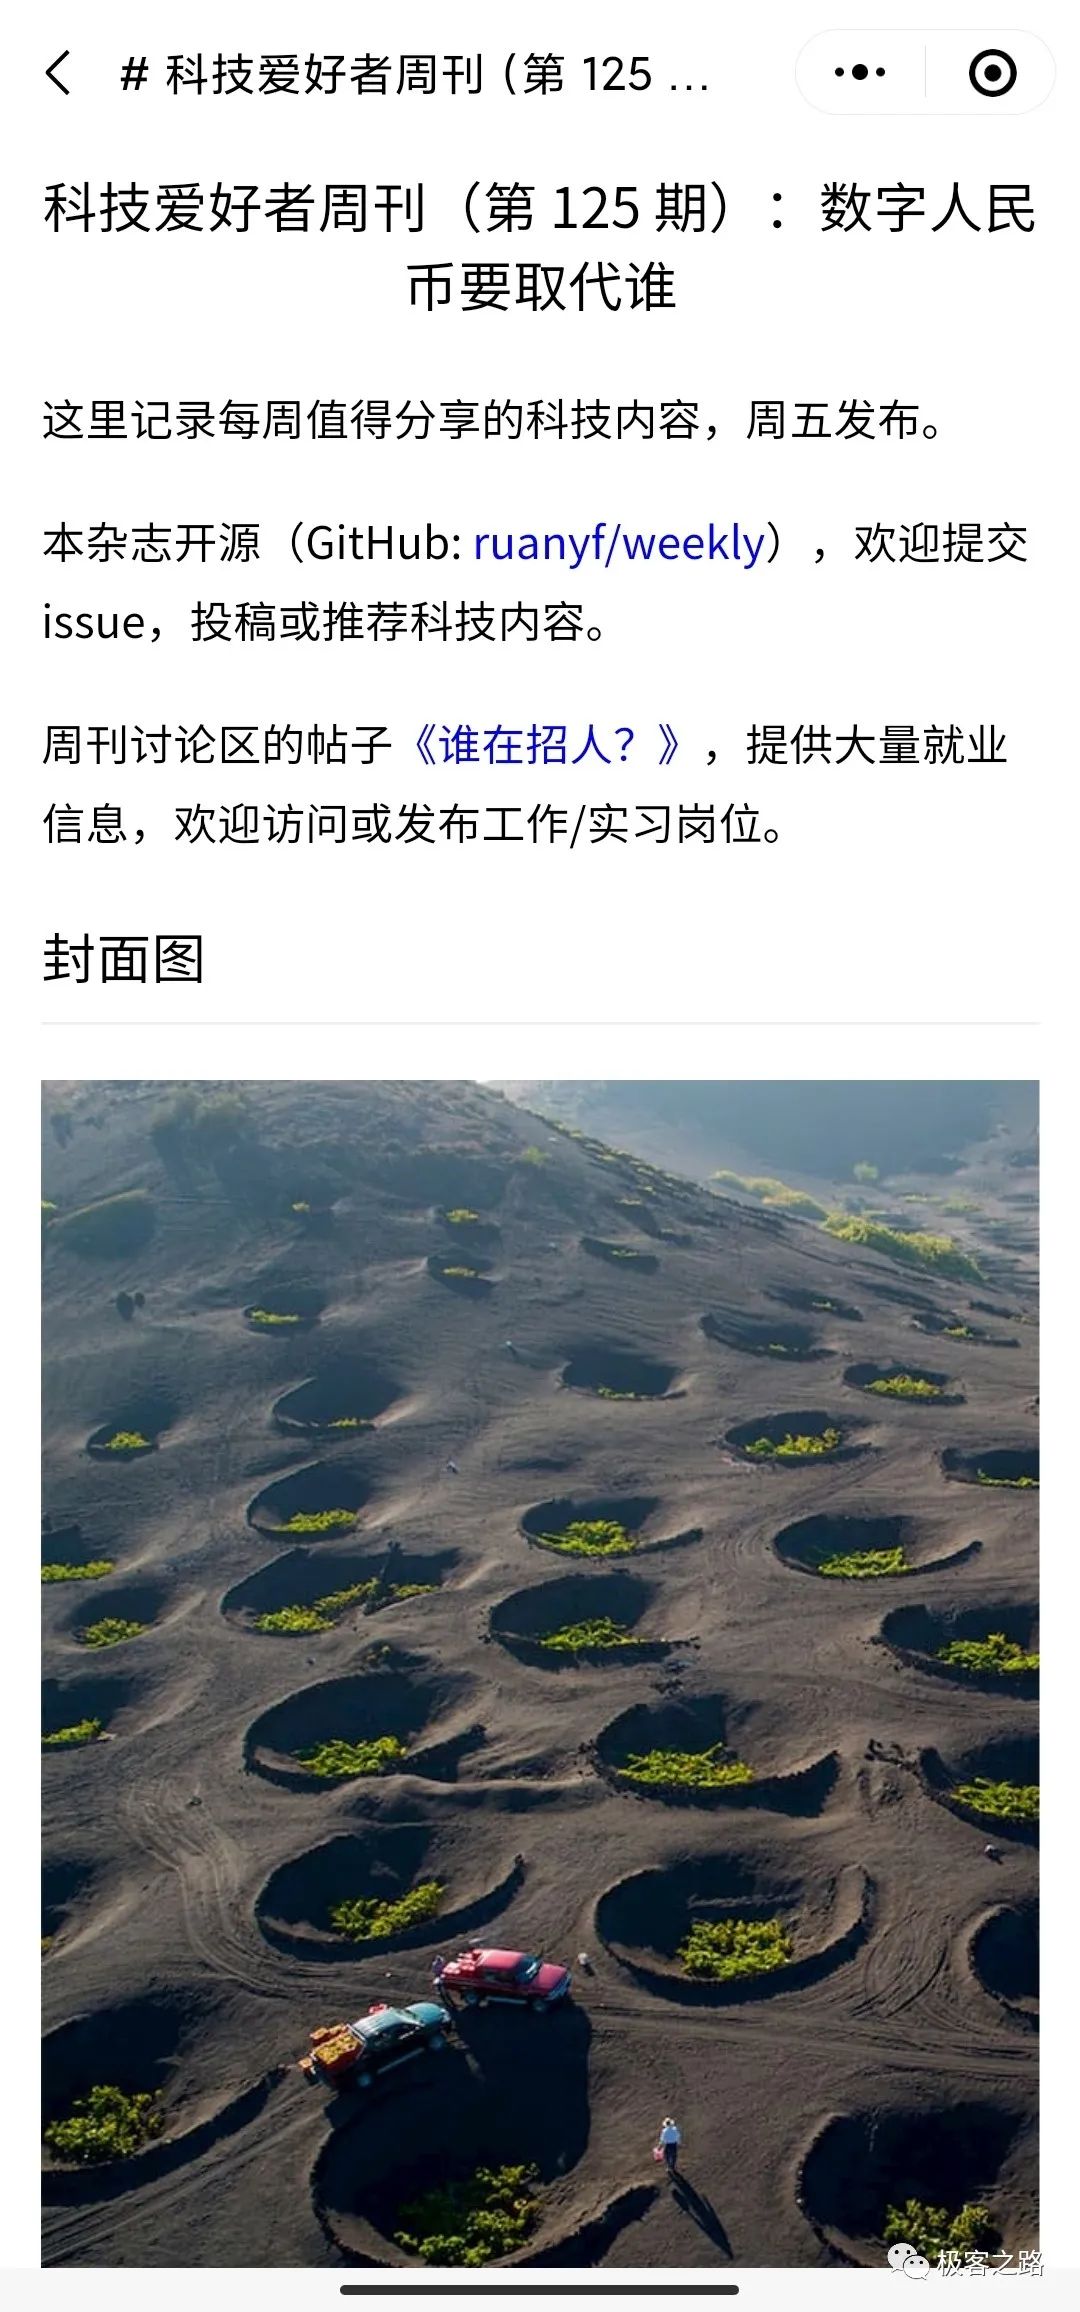 # 科技爱好者周刊 (第 125 ...
科技爱好者周刊（第 125 期）：数字人民
币要取代谁
这里记录每周值得分享的科技内容，周五发布。
本杂志开源（GitHub: ruanyf/weekly），欢迎提交
issue，投稿或推荐科技内容。
周刊讨论区的帖子《谁在招人？》，提供大量就业
信息，欢迎访问或发布工作/实习岗位。
封面图
极客之路